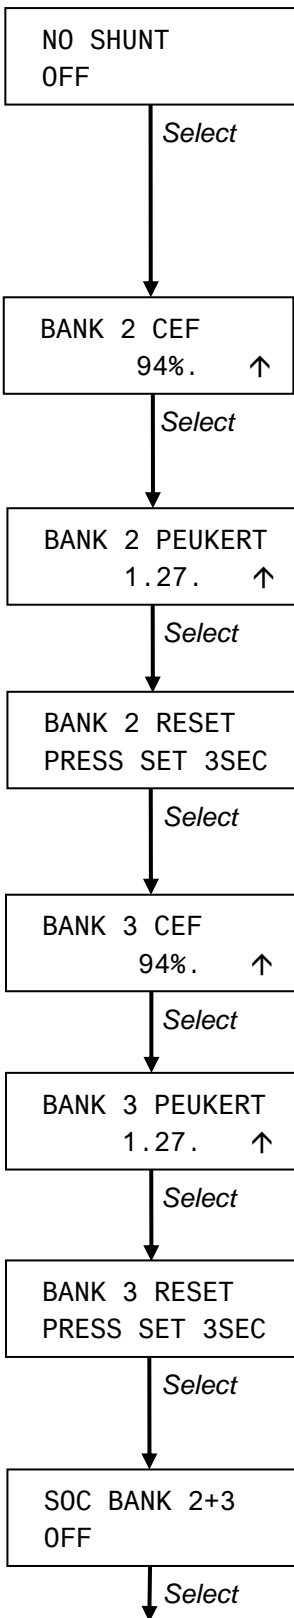 NO SHUNT
OFF
Select
BANK 2 CEF
94%. ↑
Select
BANK 2 PEUKERT
1.27. ↑
Select
BANK 2 RESET
PRESS SET 3SEC
Select
BANK 3 CEF
94%. ↑
Select
BANK 3 PEUKERT
1.27. ↑
Select
BANK 3 RESET
PRESS SET 3SEC
Select
SOC BANK 2+3
OFF
Select